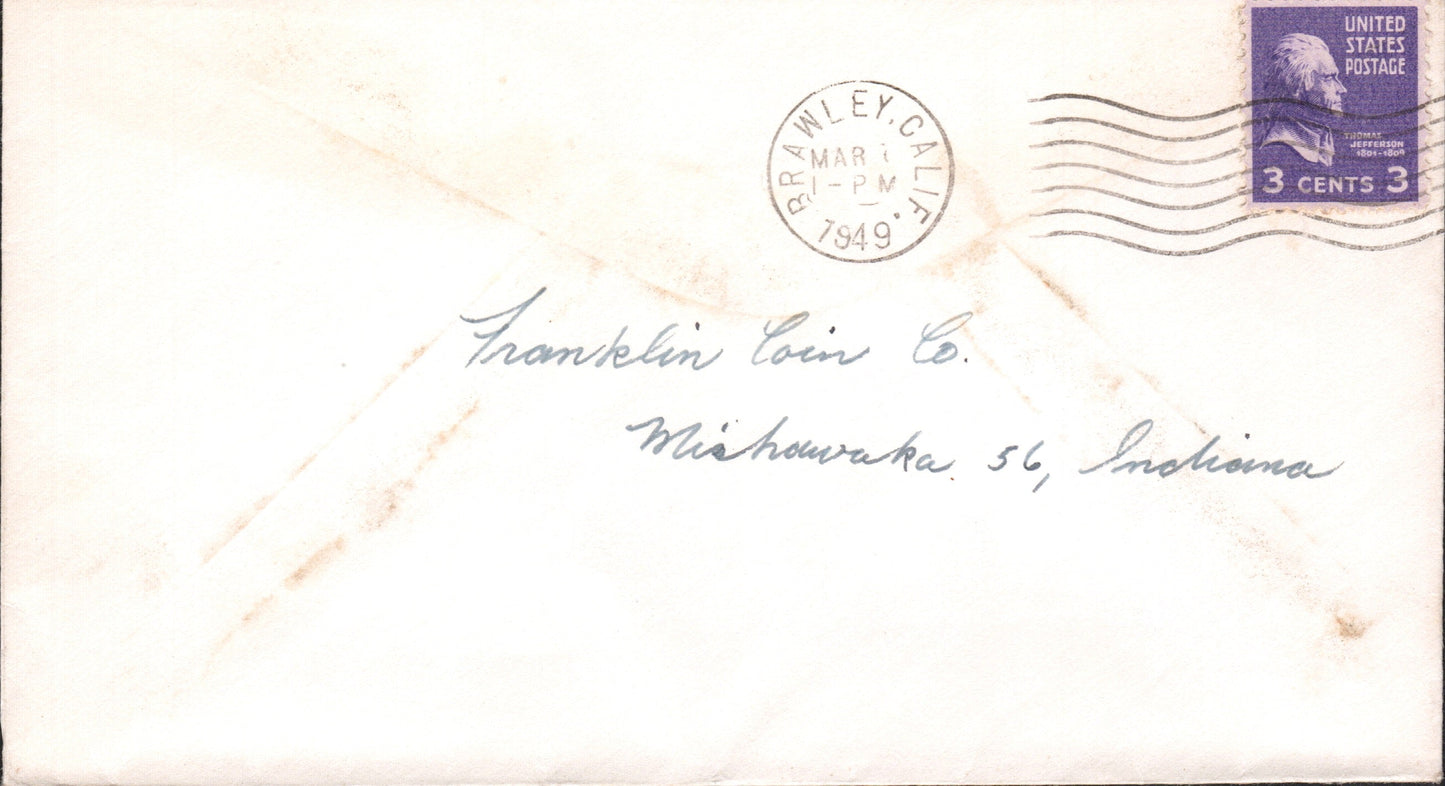 UNITED
STATES
POSTAGE
THOMAS
JEFFERSON
1801-1809
3 CENTS 3
BRAWLEY, CALIF.
MAR
1-PM
1949
Franklin Coin Co.
Mishawaka 56, Indiana